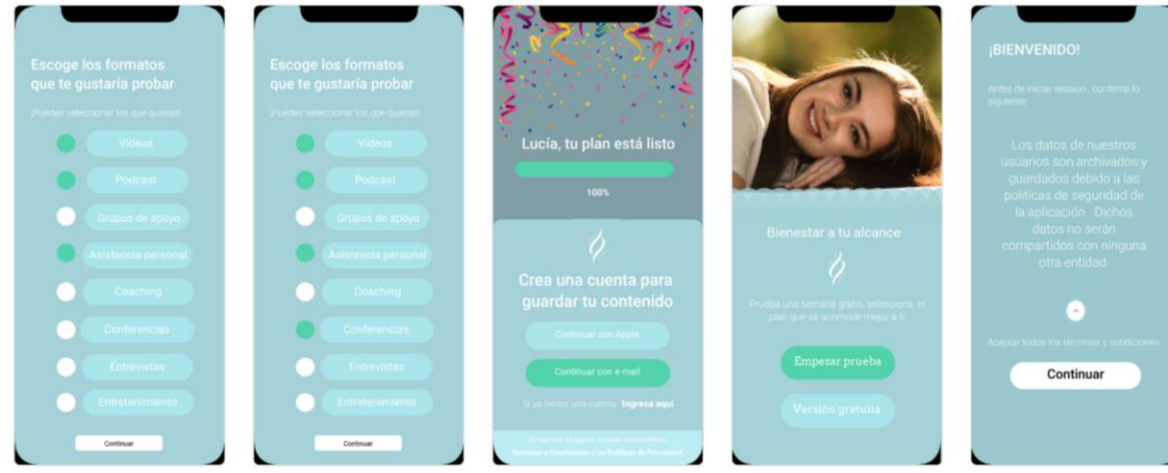 Escoge los formatos
que te gustaría probar
¡Puedes seleccionar los que quieras!
Vídeos
Podcast
Grupos de apoyo
Asistencia personal
Coaching
Conferencias
Entrevistas
Entretenimiento
Continuar
Escoge los formatos
que te gustaría probar
¡Puedes seleccionar los que quieras!
Vídeos
Podcast
Grupos de apoyo
Asistencia personal
Coaching
Conferencias
Entrevistas
Entretenimiento
Continuar
Lucía, tu plan está listo
100%
Crea una cuenta para
guardar tu contenido
Continuar con Apple
Continuar con e-mail
Si ya tienes una cuenta Ingresa aquí
Términos y Condiciones y las Políticas de Privacidad
Bienestar a tu alcance
Prueba una semana gratis, selecciona el
plan que se acomode mejor a ti
Empezar prueba
Versión gratuita
¡BIENVENIDO!
Antes de iniciar session, confirma lo
siguiente
Los datos de nuestros
usuarios son archivados y
guardados debido a las
políticas de seguridad de
la aplicación. Dichos
datos no serán
compartidos con ninguna
otra entidad.
Aceptar todos los términos y condiciones
Continuar